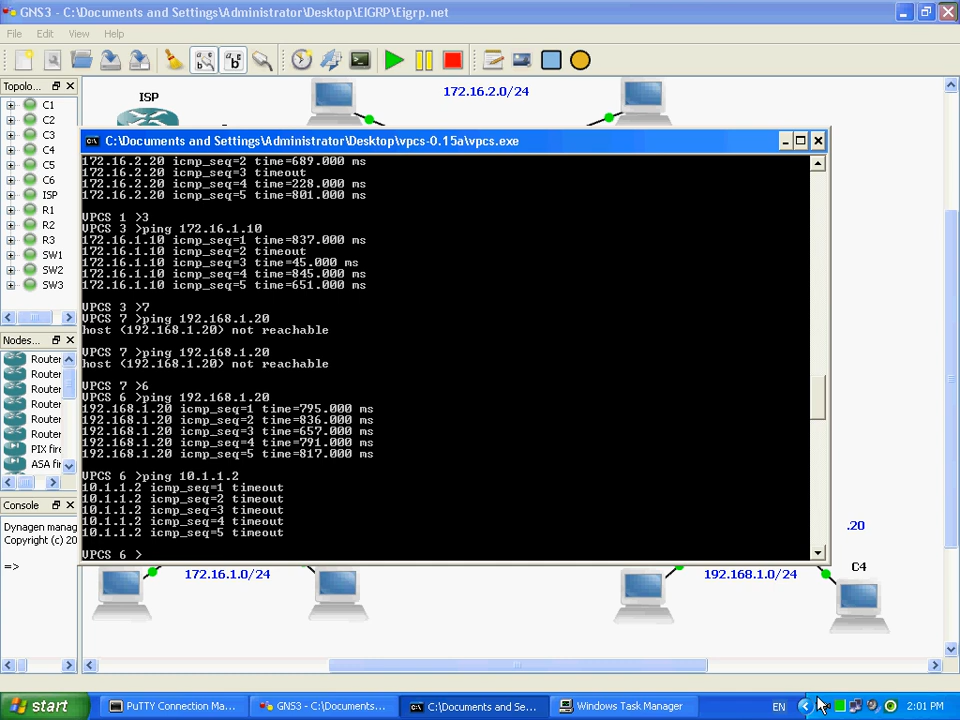 GNS3 - C:\Documents and Settings\Administrator\Desktop\EIGRP\Eigrp.net
File Edit View Help
Topolo...
C1
C2
C3
C4
C5
C6
ISP
R1
R2
R3
SW1
SW2
SW3
ISP
172.16.2.0/24
C:\Documents and Settings\Administrator\Desktop\vpcs-0.15a\vpcs.exe
172.16.2.20 icmp_seq=2 time=689.000 ms
172.16.2.20 icmp_seq=3 timeout
172.16.2.20 icmp_seq=4 time=228.000 ms
172.16.2.20 icmp_seq=5 time=801.000 ms
VPCS 1 >3
VPCS 3 >ping 172.16.1.10
172.16.1.10 icmp_seq=1 time=837.000 ms
172.16.1.10 icmp_seq=2 timeout
172.16.1.10 icmp_seq=3 time=45.000 ms
172.16.1.10 icmp_seq=4 time=845.000 ms
172.16.1.10 icmp_seq=5 time=651.000 ms
VPCS 3 >7
VPCS 7 >ping 192.168.1.20
host (192.168.1.20) not reachable
VPCS 7 >ping 192.168.1.20
host (192.168.1.20) not reachable
VPCS 7 >6
VPCS 6 >ping 192.168.1.20
192.168.1.20 icmp_seq=1 time=795.000 ms
192.168.1.20 icmp_seq=2 time=836.000 ms
192.168.1.20 icmp_seq=3 time=657.000 ms
192.168.1.20 icmp_seq=4 time=791.000 ms
192.168.1.20 icmp_seq=5 time=817.000 ms
VPCS 6 >ping 10.1.1.2
10.1.1.2 icmp_seq=1 timeout
10.1.1.2 icmp_seq=2 timeout
10.1.1.2 icmp_seq=3 timeout
10.1.1.2 icmp_seq=4 timeout
10.1.1.2 icmp_seq=5 timeout
VPCS 6 >
Nodes...
Router
Router
Router
Router
Router
Router
PIX fire
ASA fir
Console
Dynagen manag
Copyright (c) 20
=>
.20
172.16.1.0/24
192.168.1.0/24
C4
start
PuTTY Connection Ma...
GNS3 - C:\Documents...
C:\Documents and Se...
Windows Task Manager
EN
2:01 PM